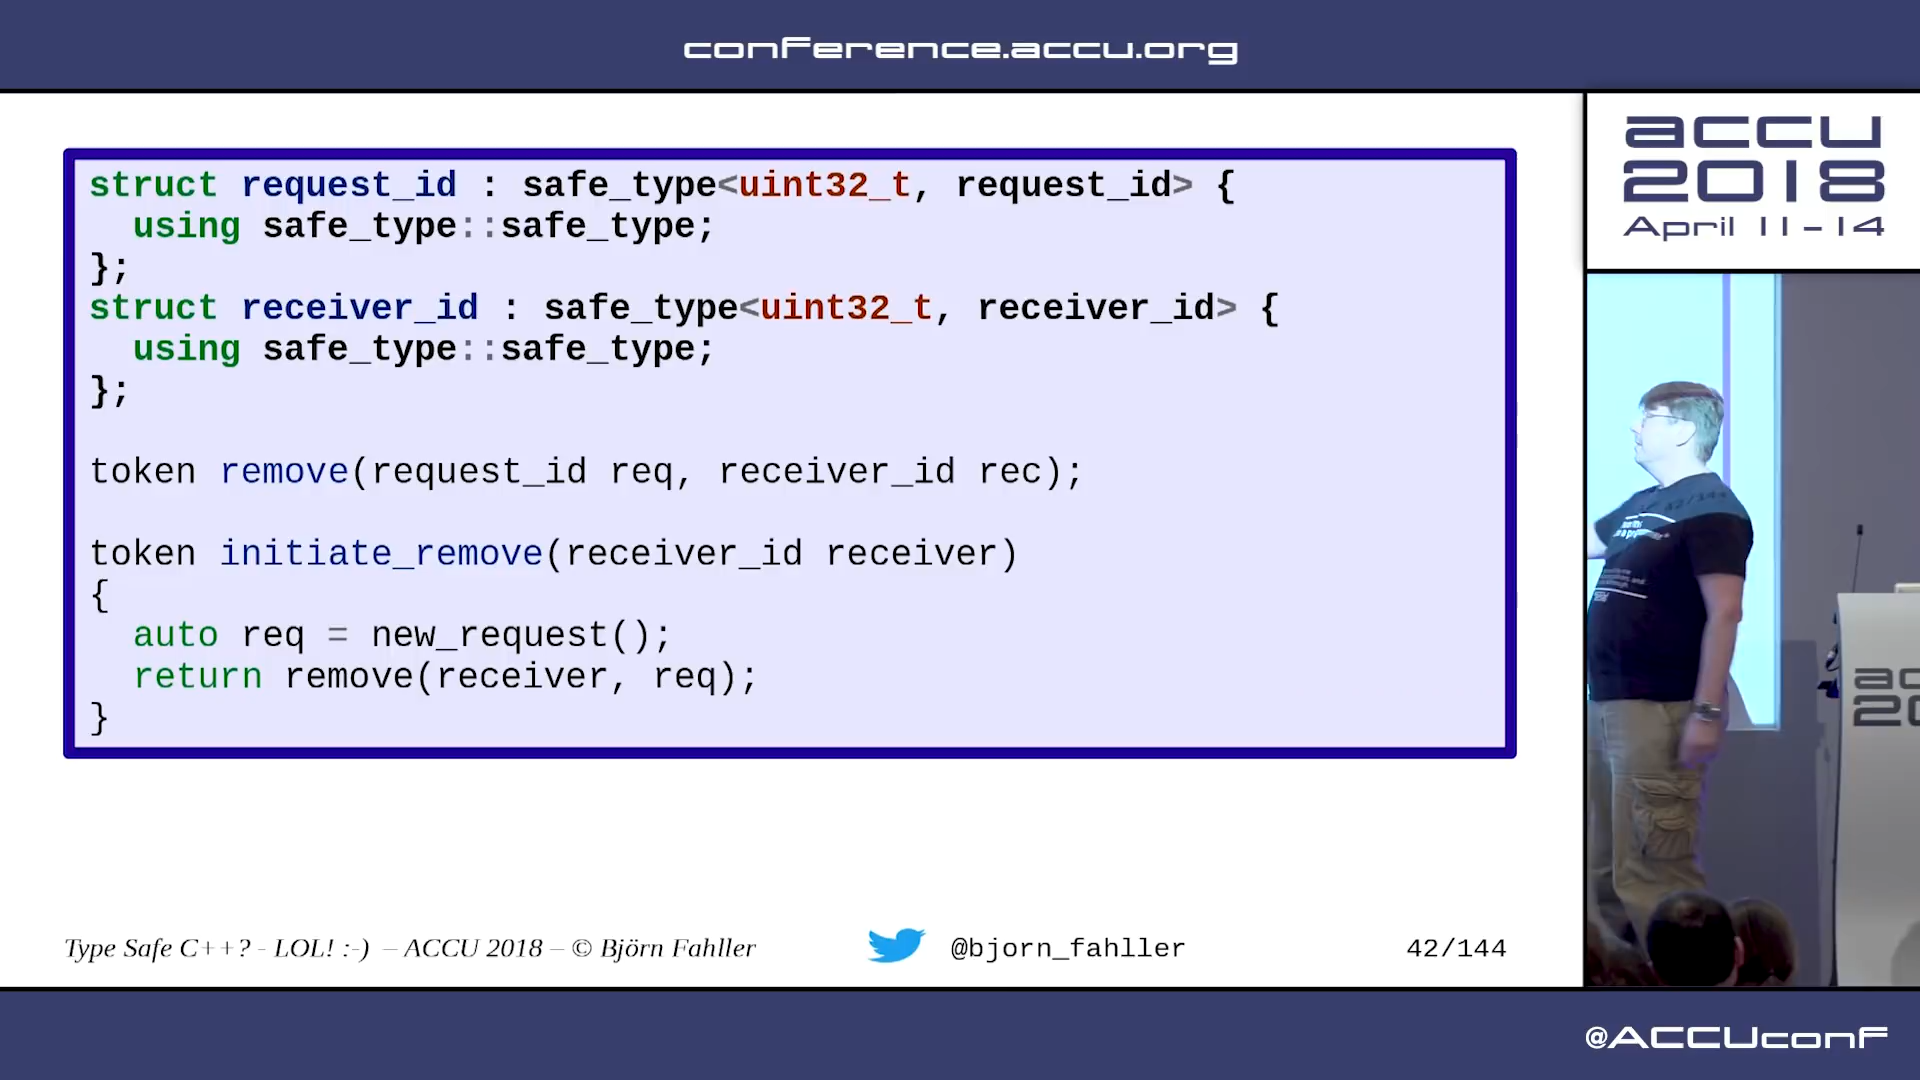 conference.accu.org
accu
2018
April 11-14
struct request_id : safe_type<uint32_t, request_id> {
  using safe_type::safe_type;
};
struct receiver_id : safe_type<uint32_t, receiver_id> {
  using safe_type::safe_type;
};
token remove(request_id req, receiver_id rec);
token initiate_remove(receiver_id receiver)
{
  auto req = new_request();
  return remove(receiver, req);
}
Type Safe C++? - LOL! :-) – ACCU 2018 – © Björn Fahller
@bjorn_fahller
42/144
@ACCUconf